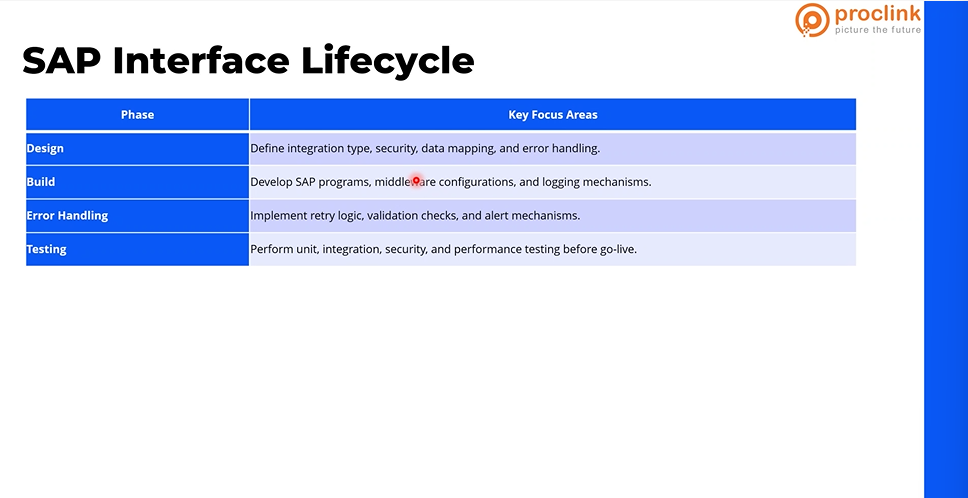 proclink
picture the future
SAP Interface Lifecycle
Phase Key Focus Areas
Design Define integration type, security, data mapping, and error handling.
Build Develop SAP programs, middleware configurations, and logging mechanisms.
Error Handling Implement retry logic, validation checks, and alert mechanisms.
Testing Perform unit, integration, security, and performance testing before go-live.